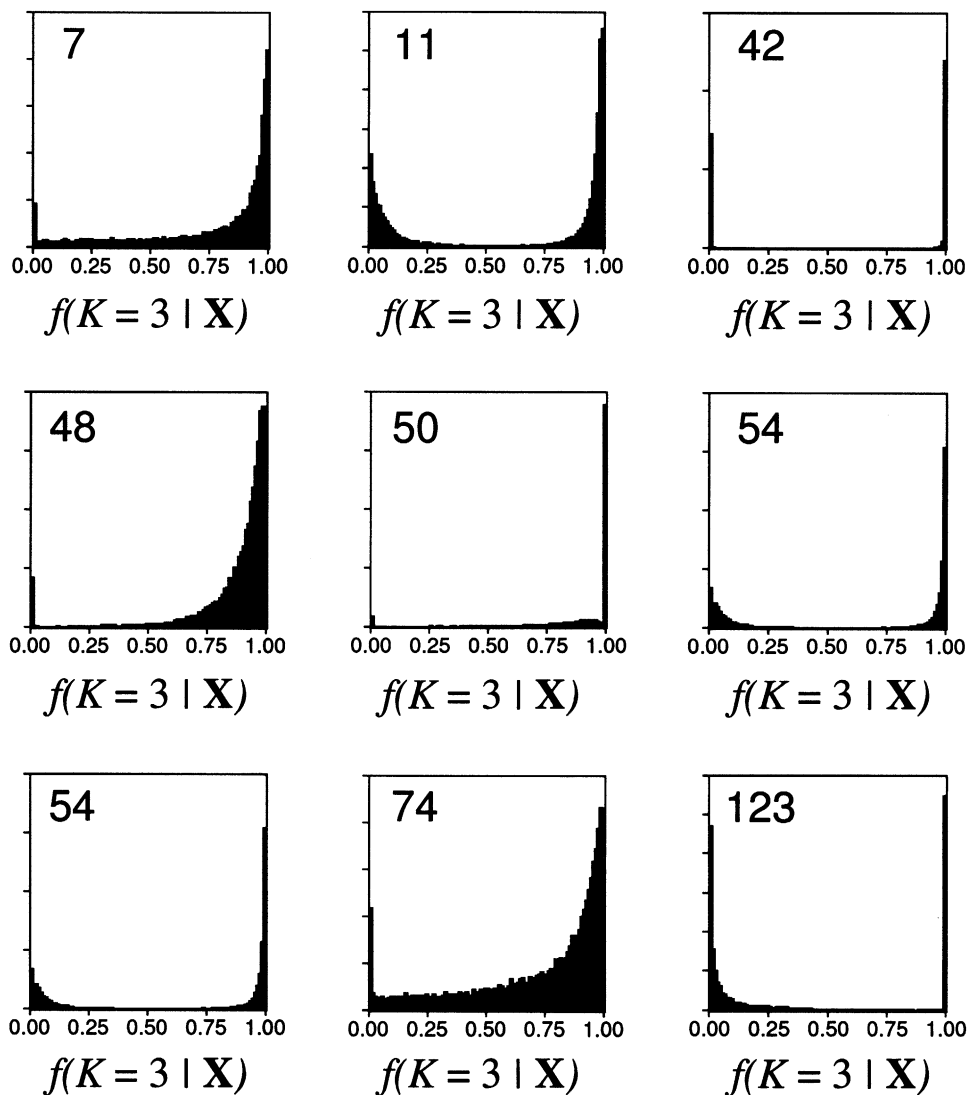 7 11 42
0.00 0.25 0.50 0.75 1.00 0.00 0.25 0.50 0.75 1.00 0.00 0.25 0.50 0.75 1.00
f(K = 3 | X) f(K = 3 | X) f(K = 3 | X)
48 50 54
0.00 0.25 0.50 0.75 1.00 0.00 0.25 0.50 0.75 1.00 0.00 0.25 0.50 0.75 1.00
f(K = 3 | X) f(K = 3 | X) f(K = 3 | X)
54 74 123
0.00 0.25 0.50 0.75 1.00 0.00 0.25 0.50 0.75 1.00 0.00 0.25 0.50 0.75 1.00
f(K = 3 | X) f(K = 3 | X) f(K = 3 | X)